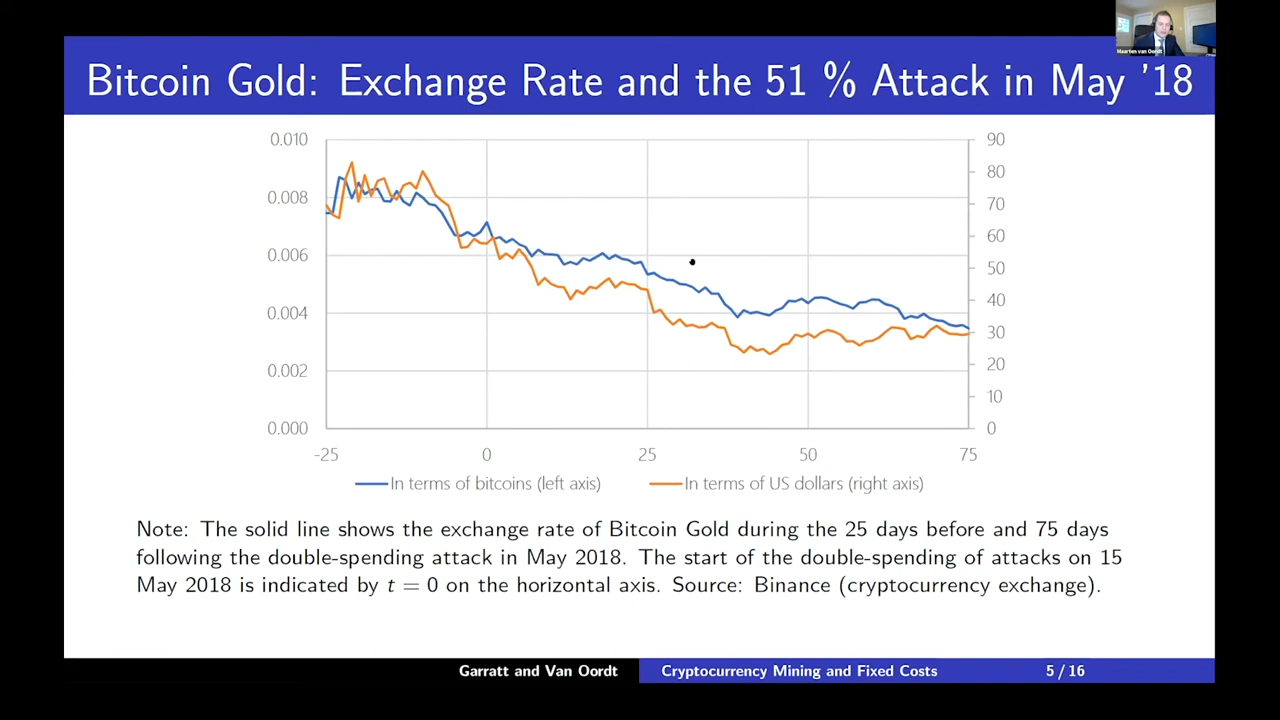 Maarten van Oordt
Bitcoin Gold: Exchange Rate and the 51 % Attack in May '18
0.010
0.008
0.006
0.004
0.002
0.000
90
80
70
60
50
40
30
20
10
0
-25 0 25 50 75
In terms of bitcoins (left axis) In terms of US dollars (right axis)
Note: The solid line shows the exchange rate of Bitcoin Gold during the 25 days before and 75 days
following the double-spending attack in May 2018. The start of the double-spending of attacks on 15
May 2018 is indicated by t = 0 on the horizontal axis. Source: Binance (cryptocurrency exchange).
Garratt and Van Oordt Cryptocurrency Mining and Fixed Costs 5 / 16